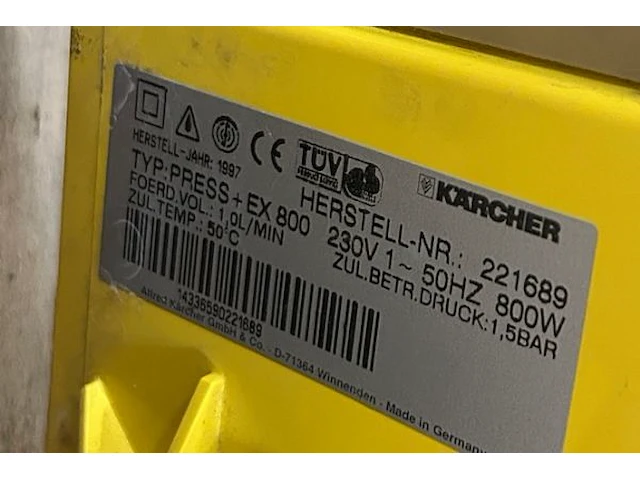 KÄRCHER
TÜV
HERSTELL-JAHR: 1997
TYP:PRESS+EX 800
HERSTELL-NR.: 221689
FOERD.VOL.: 1,0L/MIN
230V 1~ 50HZ 800W
ZUL TEMP.: 50°C
ZUL.BETR.DRUCK:1,5BAR
14336590221689
Alfred Kärcher GmbH & Co. - D-71364 Winnenden - Made in Germany